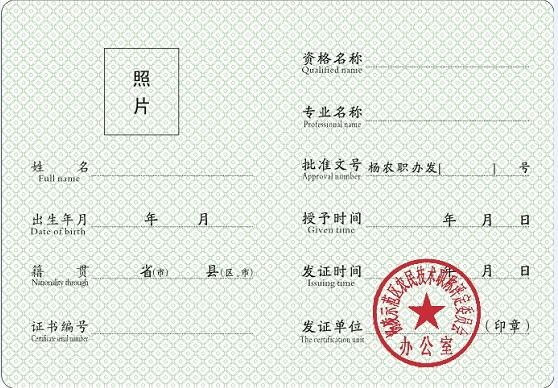 照
片
姓 名
Full name
出生年月 年 月
Date of birth
籍 贯 省(市) 县(区、市)
Nationality through
证书编号
Certificate serial number
资格名称
Qualified name
专业名称
Professional name
批准文号 杨农职办发[ ] 号
Approval number
授予时间 年 月 日
Given time
发证时间 年 月 日
Issuing time
发证单位 (印章)
The certification unit
示范区农民技术职称评定委员会
办公室